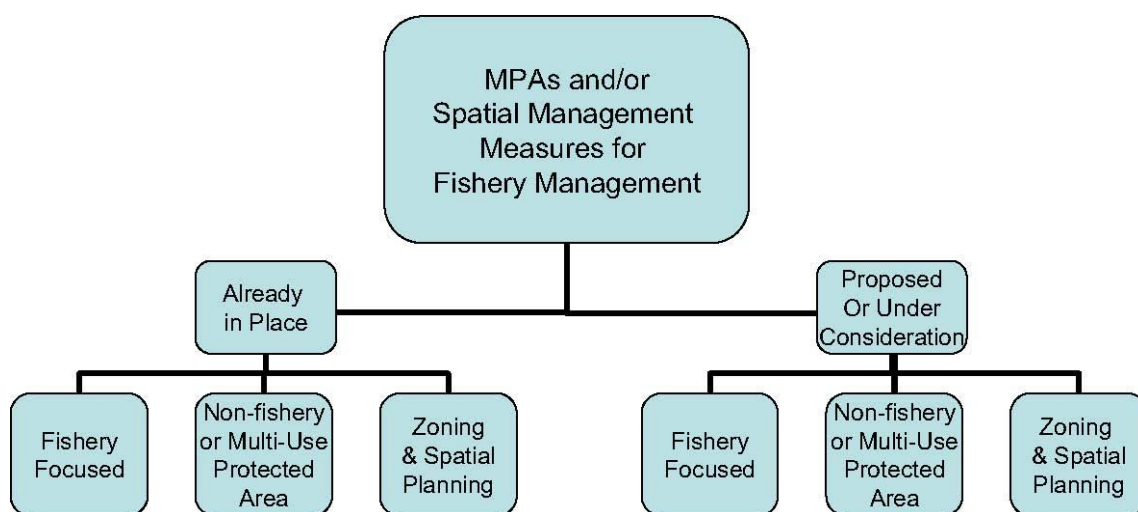 MPAs and/or
Spatial Management
Measures for
Fishery Management
Already
in Place
Proposed
Or Under
Consideration
Fishery
Focused
Non-fishery
or Multi-Use
Protected
Area
Zoning
& Spatial
Planning
Fishery
Focused
Non-fishery
or Multi-Use
Protected
Area
Zoning
& Spatial
Planning